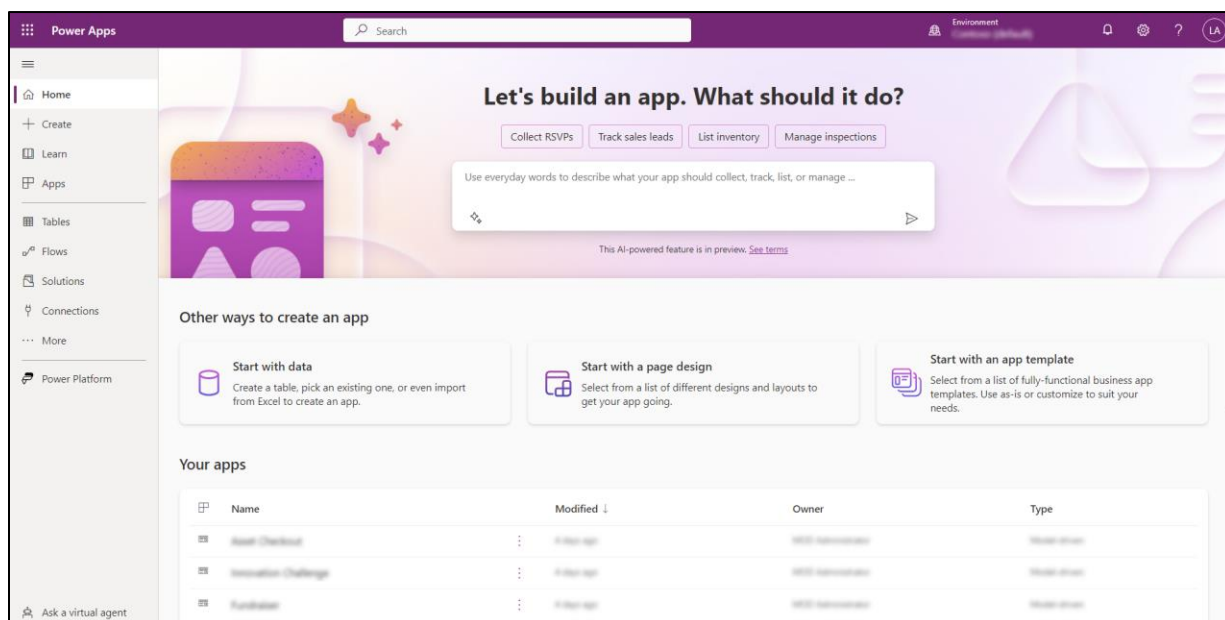 Power Apps
Search
Environment
LA
Home
Create
Learn
Apps
Tables
Flows
Solutions
Connections
More
Power Platform
Ask a virtual agent
Let's build an app. What should it do?
Collect RSVPs
Track sales leads
List inventory
Manage inspections
Use everyday words to describe what your app should collect, track, list, or manage ...
This AI-powered feature is in preview. See terms
Other ways to create an app
Start with data
Create a table, pick an existing one, or even import
from Excel to create an app.
Start with a page design
Select from a list of different designs and layouts to
get your app going.
Start with an app template
Select from a list of fully-functional business app
templates. Use as-is or customize to suit your
needs.
Your apps
Name Modified ↓ Owner Type